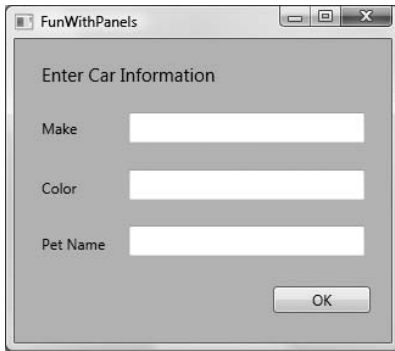 FunWithPanels
Enter Car Information
Make
Color
Pet Name
OK